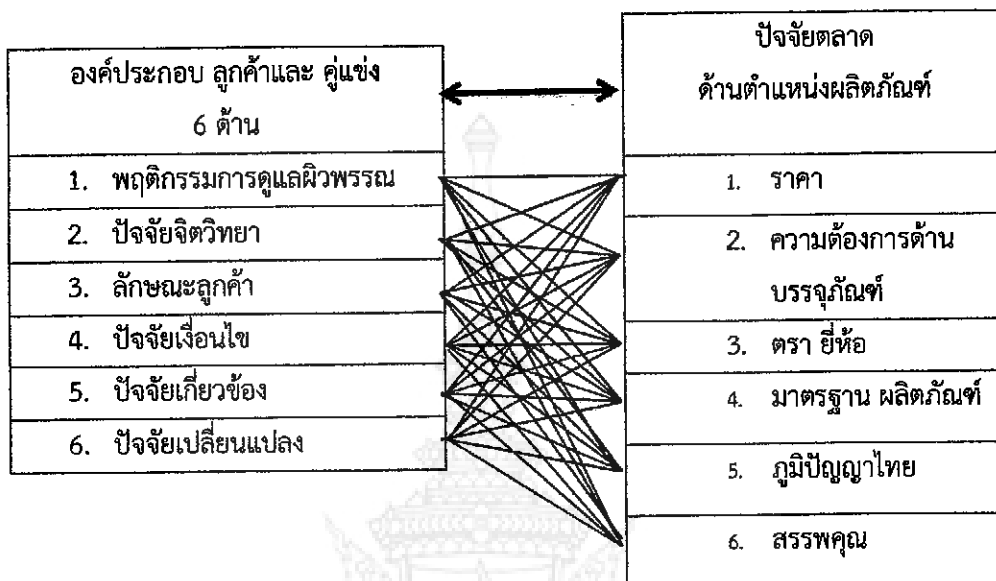 องค์ประกอบ ลูกค้าและ คู่แข่ง
6 ด้าน
1. พฤติกรรมการดูแลผิวพรรณ
2. ปัจจัยจิตวิทยา
3. ลักษณะลูกค้า
4. ปัจจัยเงื่อนไข
5. ปัจจัยเกี่ยวข้อง
6. ปัจจัยเปลี่ยนแปลง
ปัจจัยตลาด
ด้านตำแหน่งผลิตภัณฑ์
1. ราคา
2. ความต้องการด้าน
บรรจุภัณฑ์
3. ตรา ยี่ห้อ
4. มาตรฐาน ผลิตภัณฑ์
5. ภูมิปัญญาไทย
6. สรรพคุณ